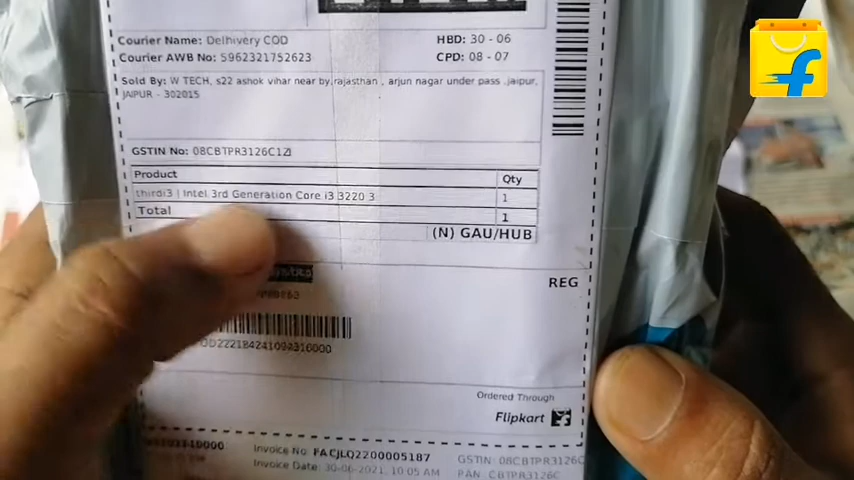 Courier Name: Delhivery COD
HBD: 30 - 06
Courier AWB No: 5962321752623
CPD: 08 - 07
Sold By: W TECH, s22 ashok vihar near by,rajasthan , arjun nagar under pass ,jaipur,
JAIPUR - 302015
GSTIN No: 08CBTPR3126C1Z
Product
Qty
thirdi3 | Intel 3rd Generation Core i3 3220 3
1
Total
1
(N) GAU/HUB
REG
Ordered Through
Flipkart
Invoice No: FACJLQ2200005187
Invoice Date: 30-06-2021 10:05 AM
GSTIN: 08CBTPR3126C
PAN: CBTPR3126C